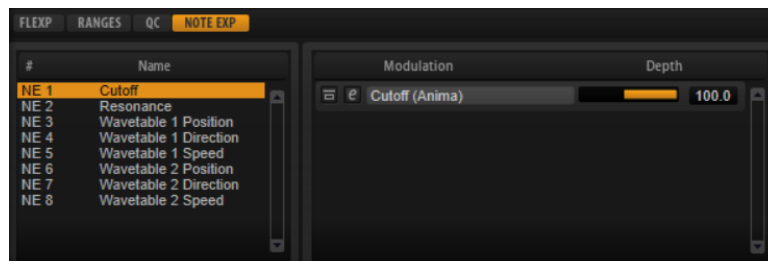 FLEXP RANGES QC NOTE EXP
# Name
NE 1 Cutoff
NE 2 Resonance
NE 3 Wavetable 1 Position
NE 4 Wavetable 1 Direction
NE 5 Wavetable 1 Speed
NE 6 Wavetable 2 Position
NE 7 Wavetable 2 Direction
NE 8 Wavetable 2 Speed
Modulation Depth
e Cutoff (Anima) 100.0